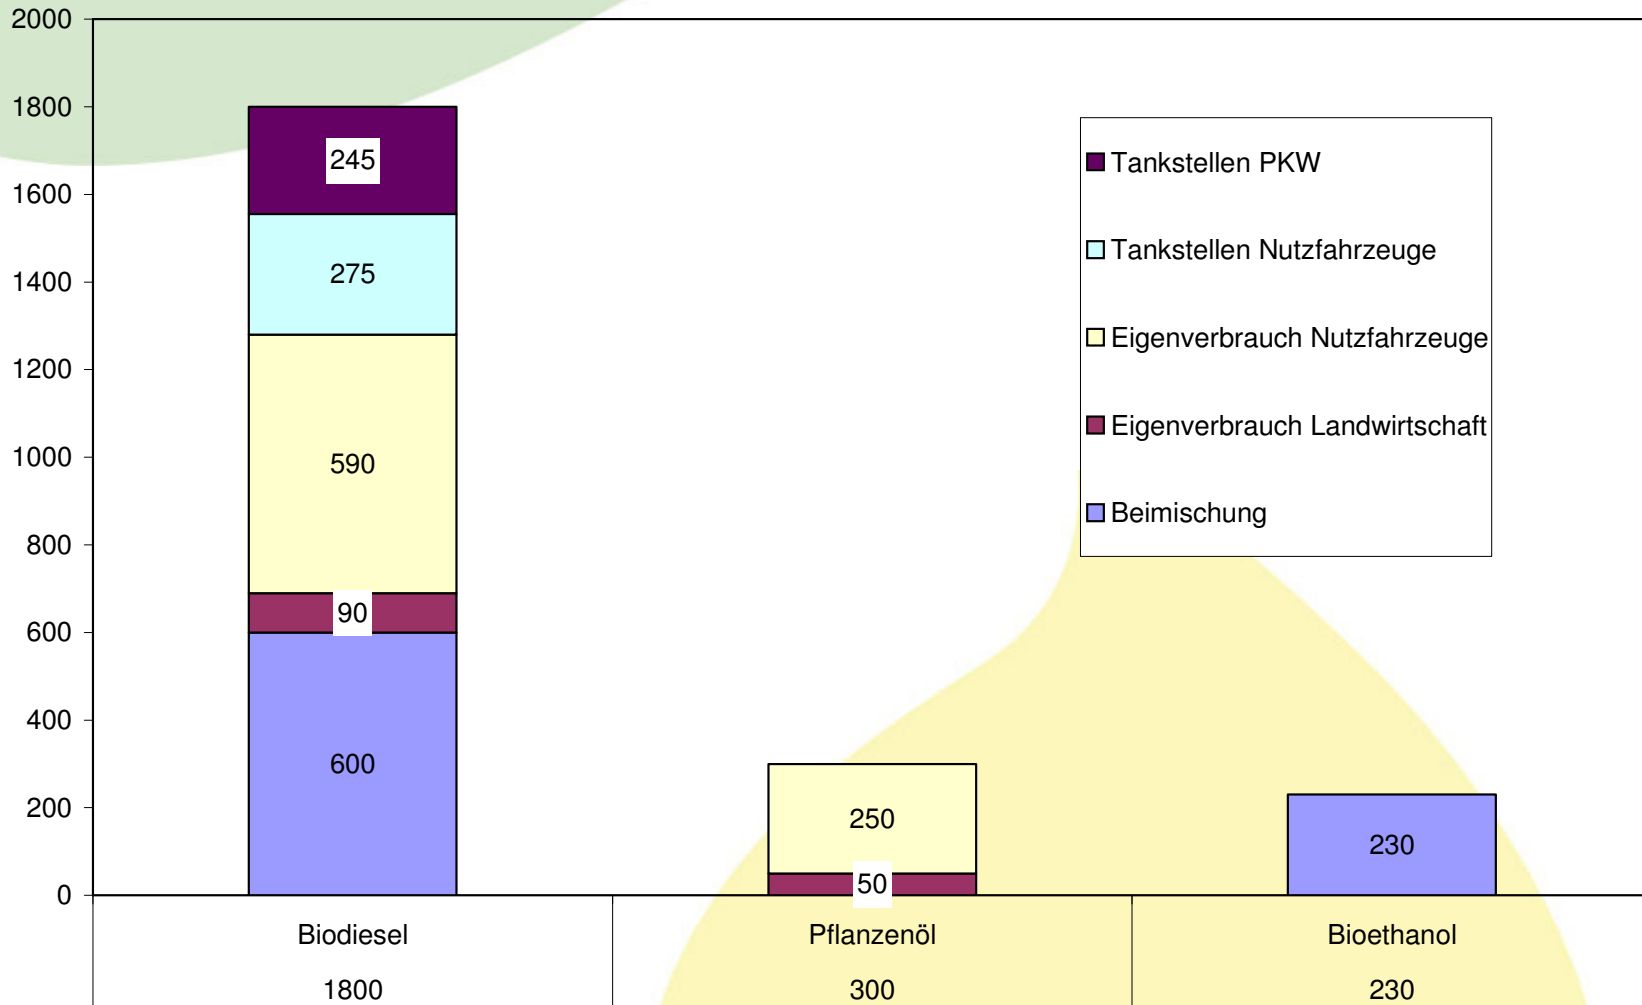 2000
1800
1600
1400
1200
1000
800
600
400
200
0
245
275
590
90
600
250
50
230
Tankstellen PKW
Tankstellen Nutzfahrzeuge
Eigenverbrauch Nutzfahrzeuge
Eigenverbrauch Landwirtschaft
Beimischung
Biodiesel Pflanzenöl Bioethanol
1800 300 230